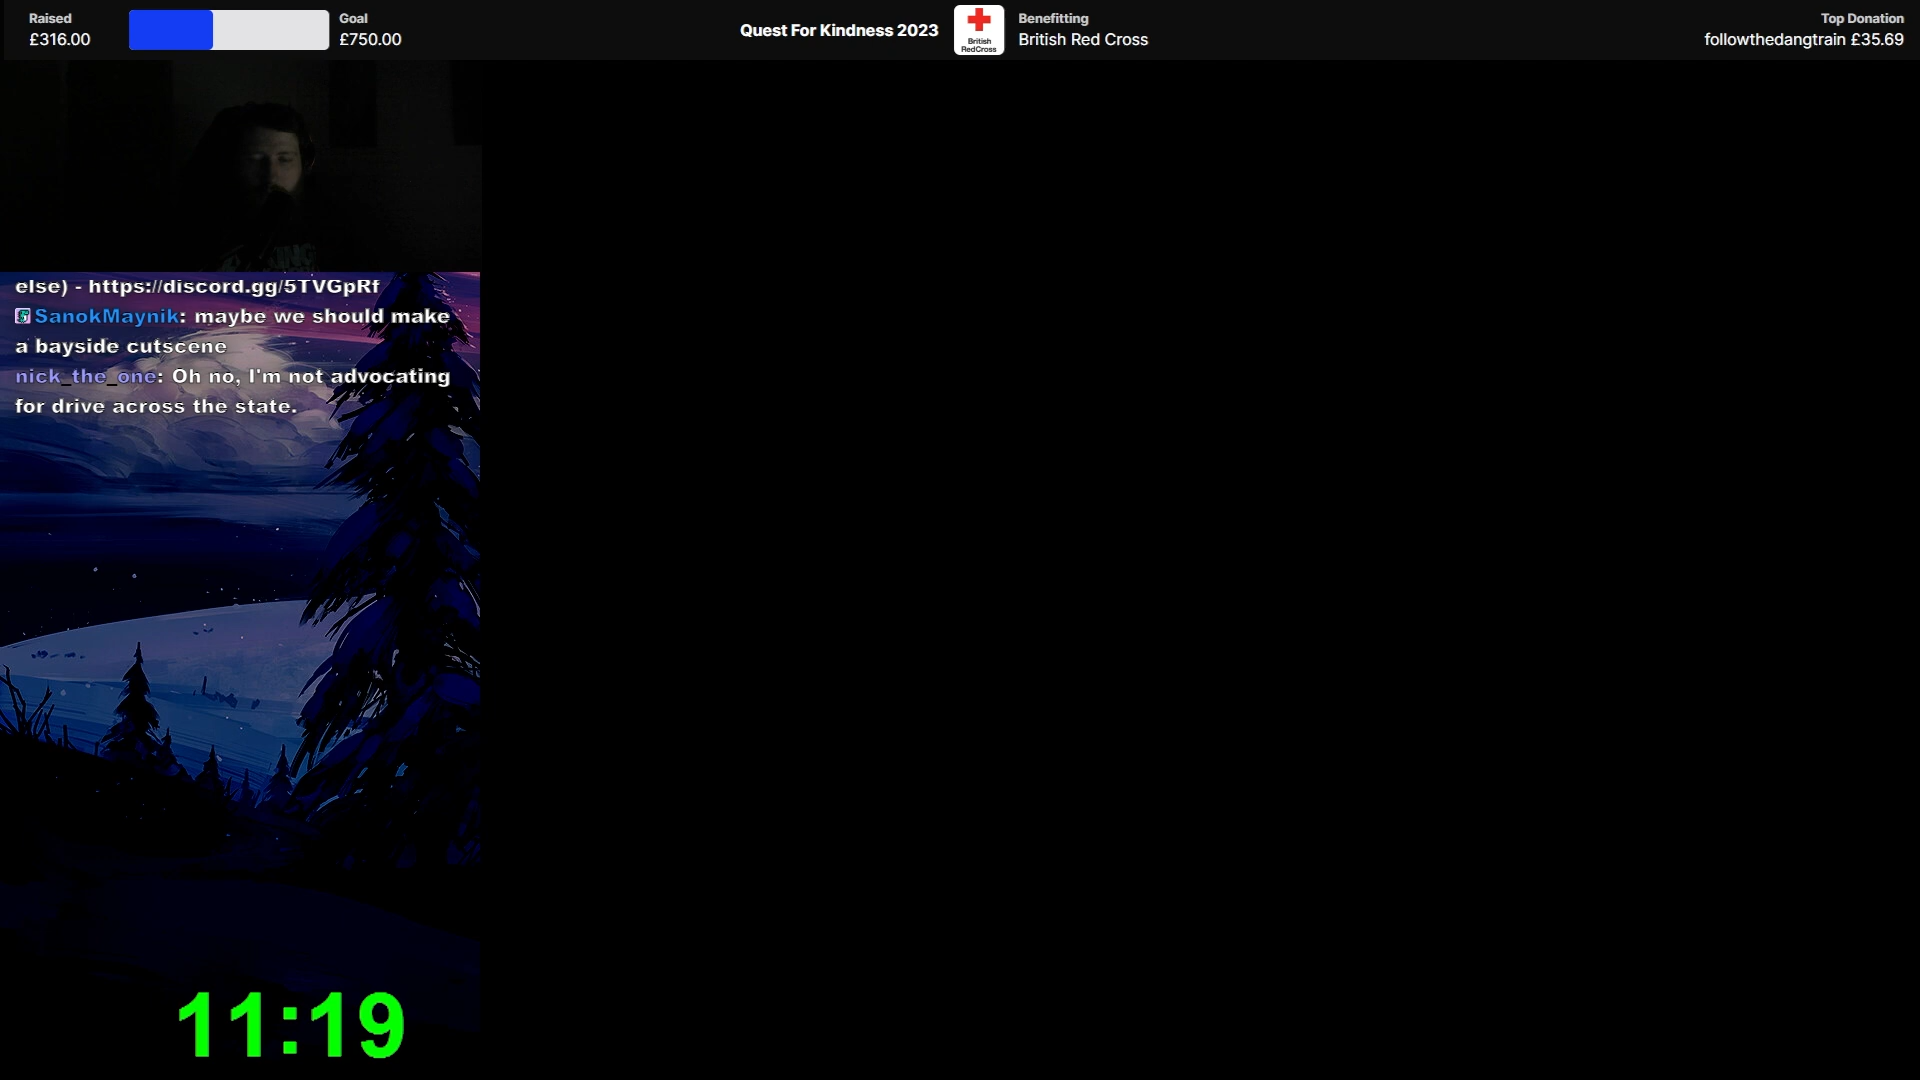 Raised
£316.00
Goal
£750.00
Quest For Kindness 2023
British
RedCross
Benefitting
British Red Cross
Top Donation
followthedangtrain £35.69
else) - https://discord.gg/5TVGpRf
SanokMaynik: maybe we should make
a bayside cutscene
nick_the_one: Oh no, I'm not advocating
for drive across the state.
11:19